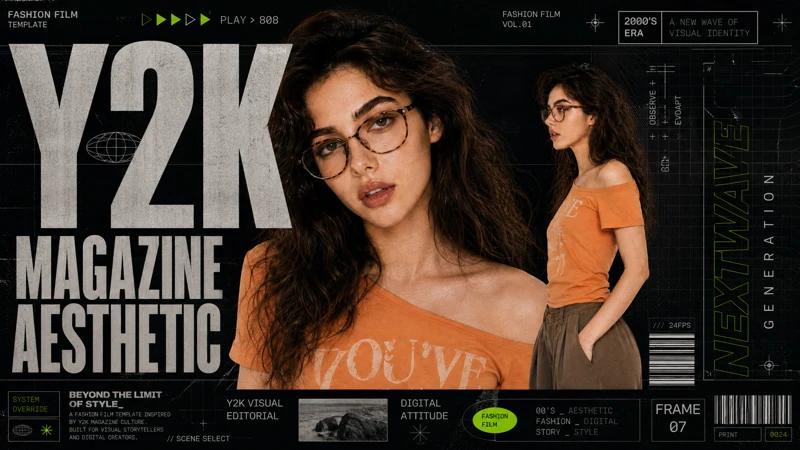 FASHION FILM
TEMPLATE
PLAY > 808
FASHION FILM
VOL.01
2000'S
ERA
A NEW WAVE OF
VISUAL IDENTITY
Y2K
MAGAZINE
AESTHETIC
YOU'VE
+ OBSERVE +
EVOAPT
NEXTWAVE
GENERATION
/// 24FPS
SYSTEM
OVERRIDE
BEYOND THE LIMIT
OF STYLE_
A FASHION FILM TEMPLATE INSPIRED
BY Y2K MAGAZINE CULTURE.
BUILT FOR VISUAL STORYTELLERS
AND DIGITAL CREATORS.
// SCENE SELECT
Y2K VISUAL
EDITORIAL
DIGITAL
ATTITUDE
FASHION
FILM
00'S _ AESTHETIC
FASHION _ DIGITAL
STORY _ STYLE
FRAME
07
PRINT
0024